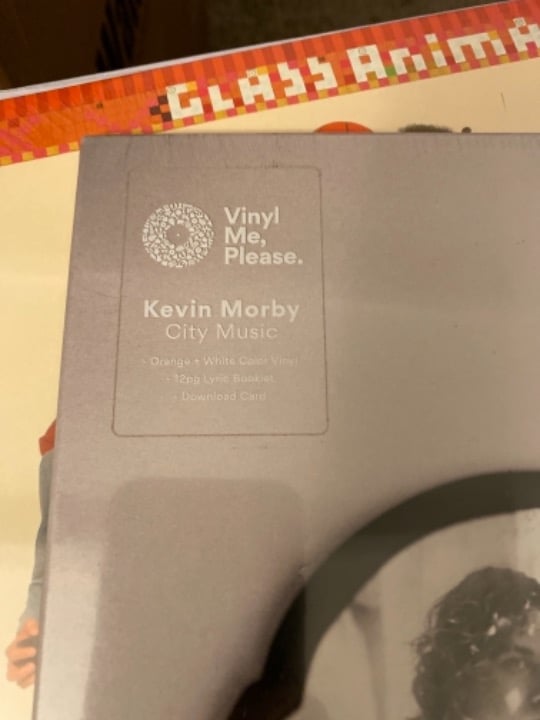 GLASS ANIMA
Vinyl
Me,
Please.
Kevin Morby
City Music
- Orange + White Color Vinyl
- 12pg Lyric Booklet
- Download Card